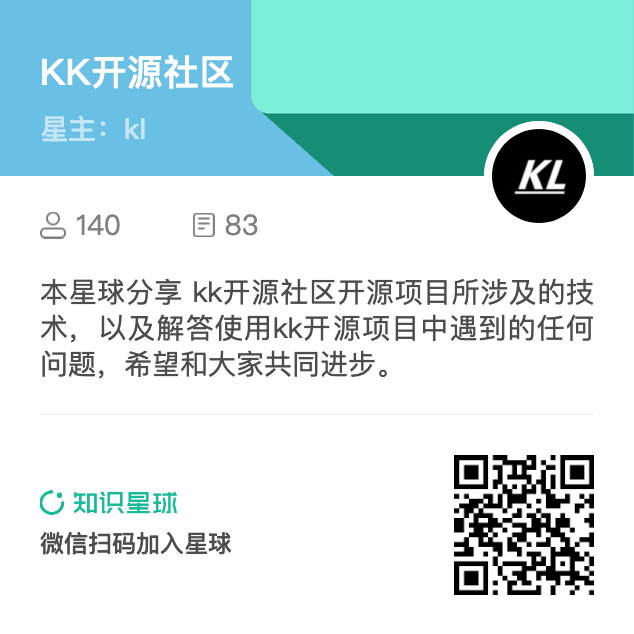 KK开源社区
星主：kl
KL
140 83
本星球分享 kk开源社区开源项目所涉及的技
术，以及解答使用kk开源项目中遇到的任何
问题，希望和大家共同进步。
知识星球
微信扫码加入星球